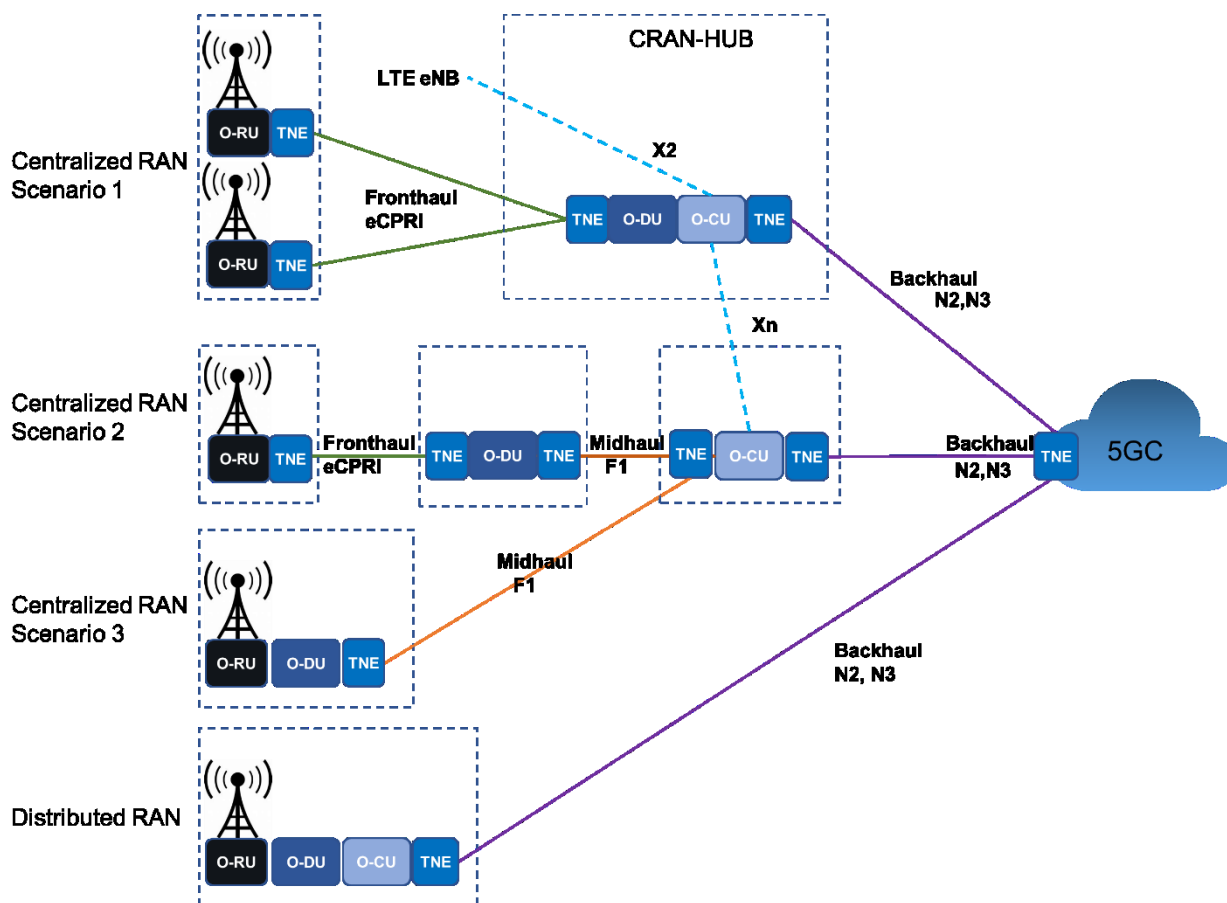 CRAN-HUB
LTE eNB
X2
O-RU
TNE
Centralized RAN
Scenario 1
Fronthaul
eCPRI
TNE
O-DU
O-CU
TNE
O-RU
TNE
Backhaul
N2,N3
Xn
Centralized RAN
Scenario 2
O-RU
TNE
Fronthaul
eCPRI
TNE
O-DU
TNE
Midhaul
F1
TNE
O-CU
TNE
Backhaul
N2,N3
TNE
5GC
Midhaul
F1
Centralized RAN
Scenario 3
O-RU
O-DU
TNE
Backhaul
N2, N3
Distributed RAN
O-RU
O-DU
O-CU
TNE